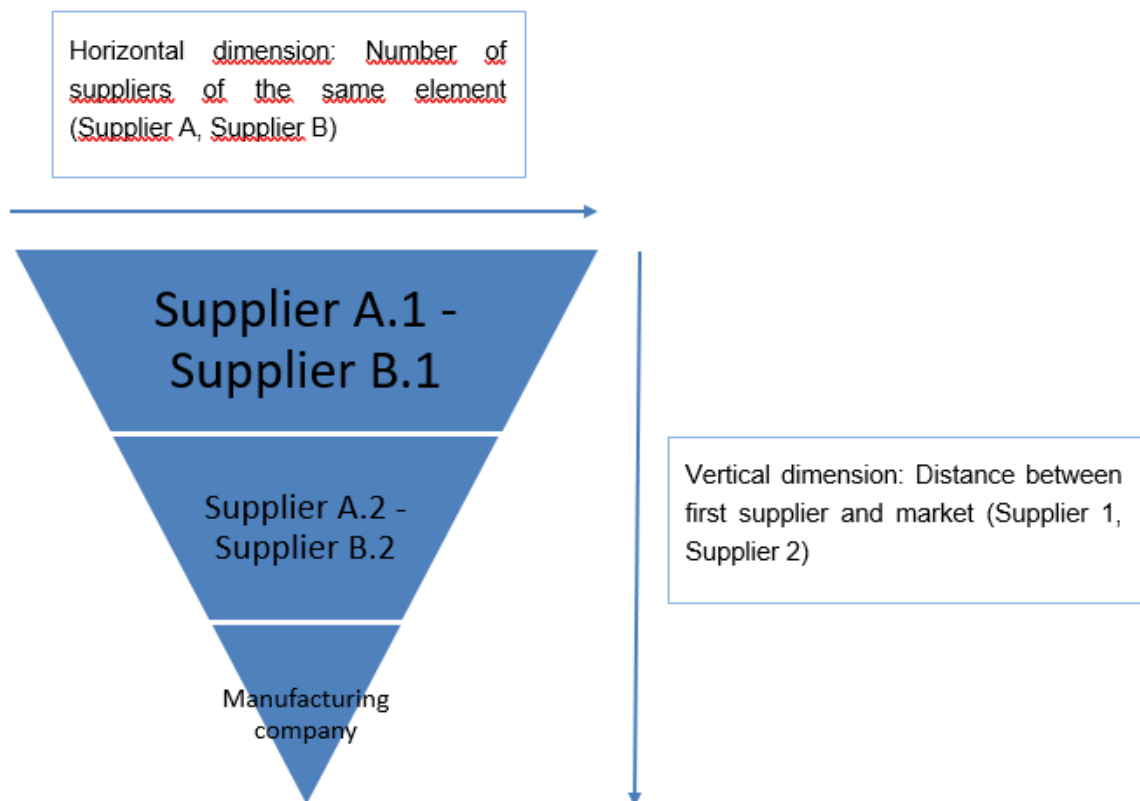 Horizontal dimension: Number of
suppliers of the same element
(Supplier A, Supplier B)
Supplier A.1 -
Supplier B.1
Supplier A.2 -
Supplier B.2
Vertical dimension: Distance between
first supplier and market (Supplier 1,
Supplier 2)
Manufacturing
company